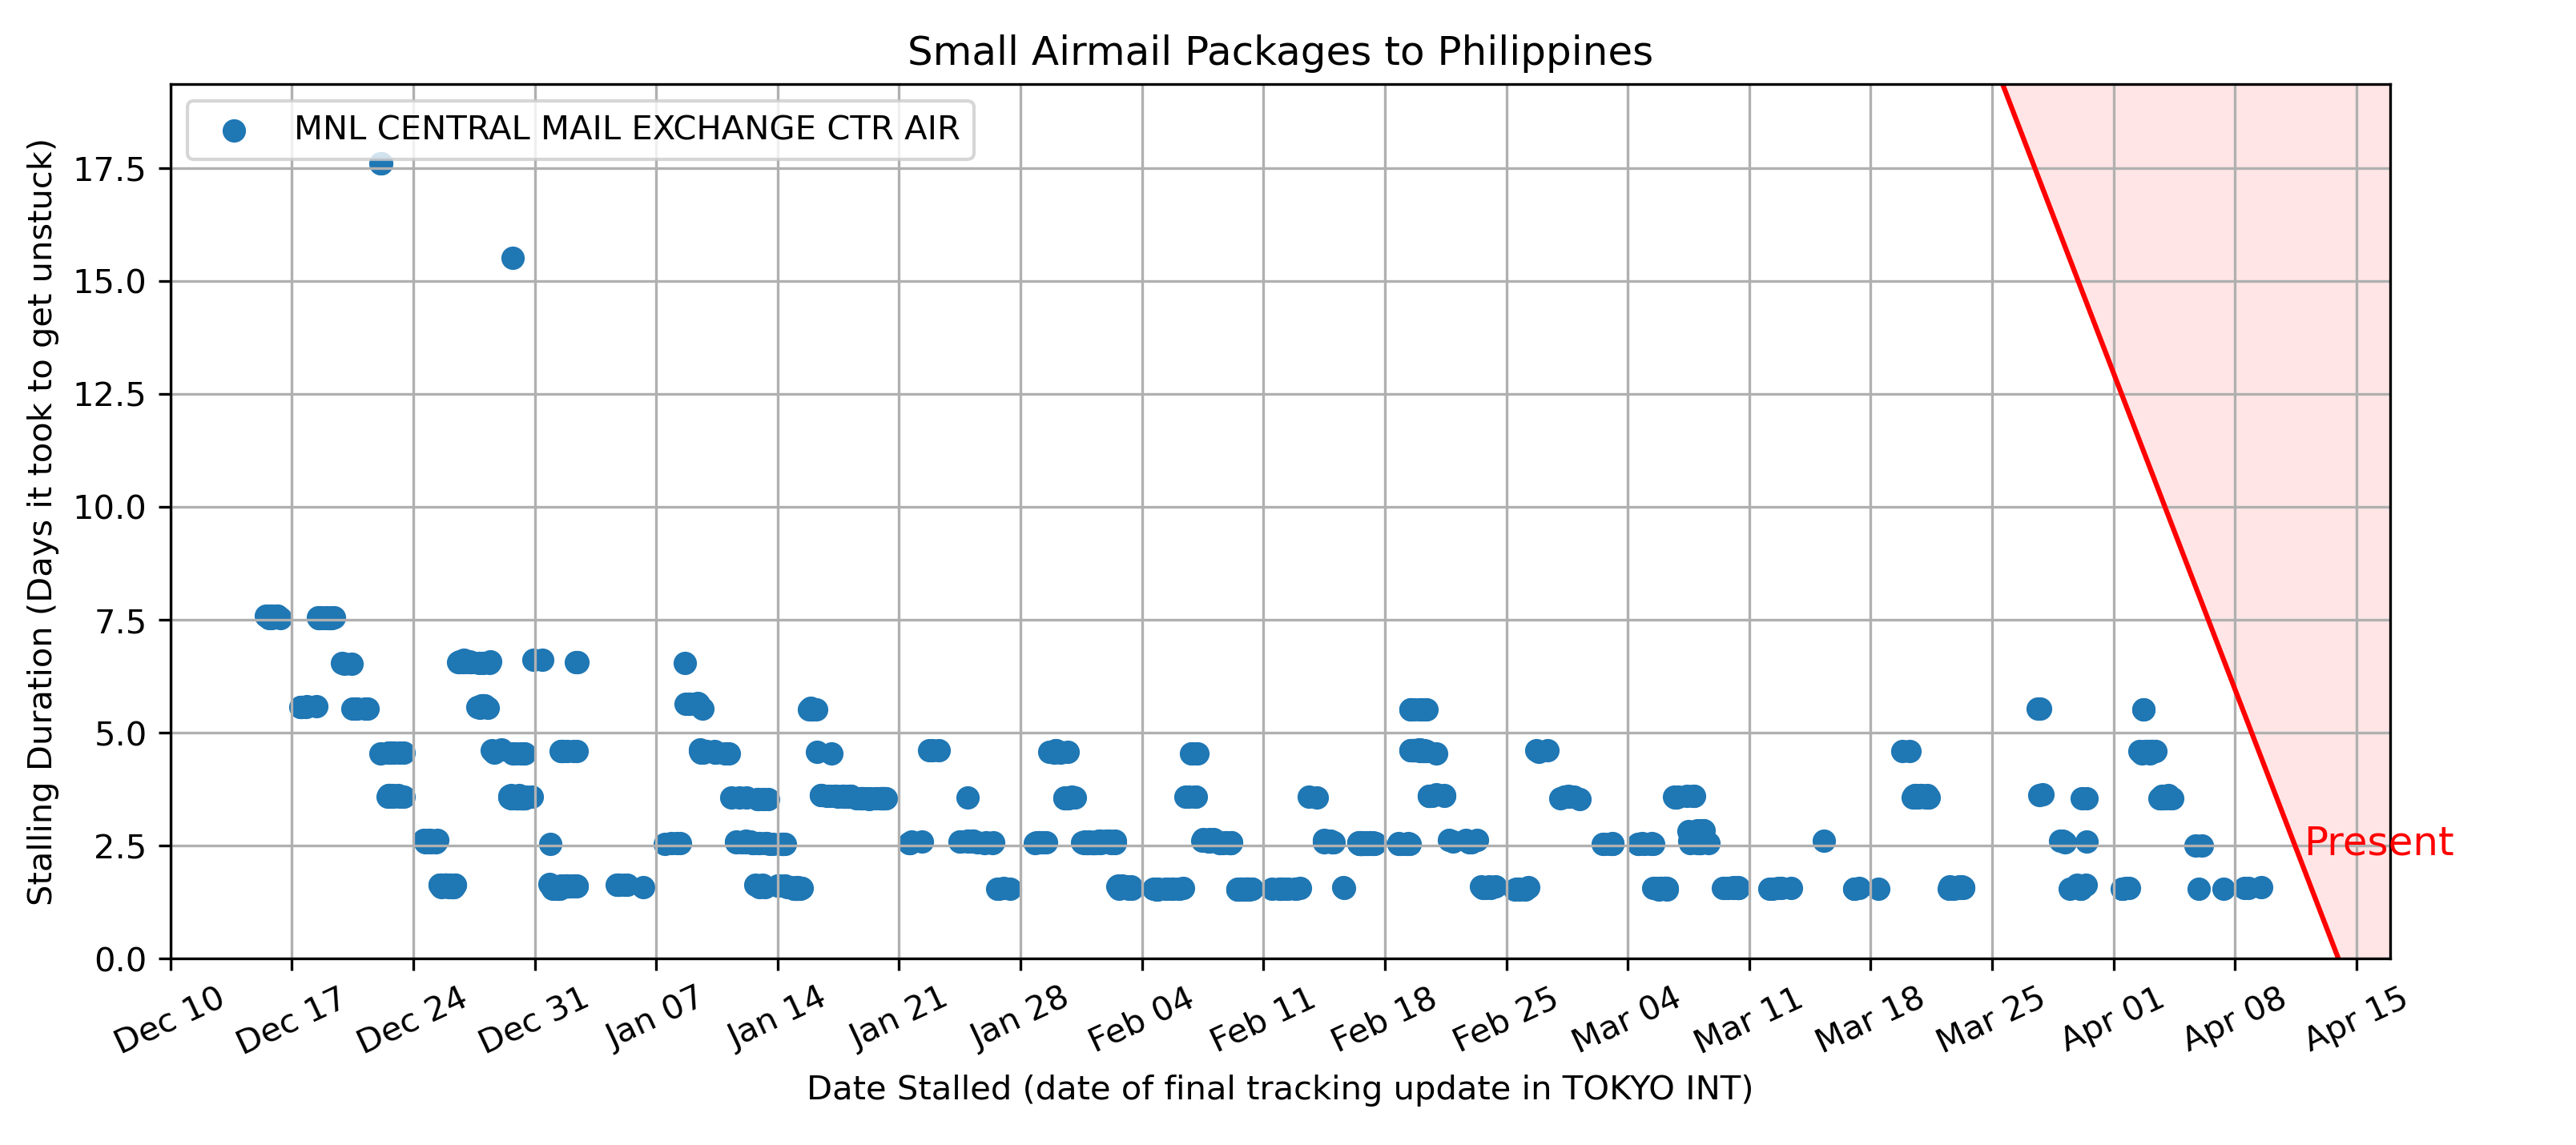 Small Airmail Packages to Philippines
MNL CENTRAL MAIL EXCHANGE CTR AIR
Stalling Duration (Days it took to get unstuck)
17.5
15.0
12.5
10.0
7.5
5.0
2.5
0.0
Present
Dec 10 Dec 17 Dec 24 Dec 31 Jan 07 Jan 14 Jan 21 Jan 28 Feb 04 Feb 11 Feb 18 Feb 25 Mar 04 Mar 11 Mar 18 Mar 25 Apr 01 Apr 08 Apr 15
Date Stalled (date of final tracking update in TOKYO INT)